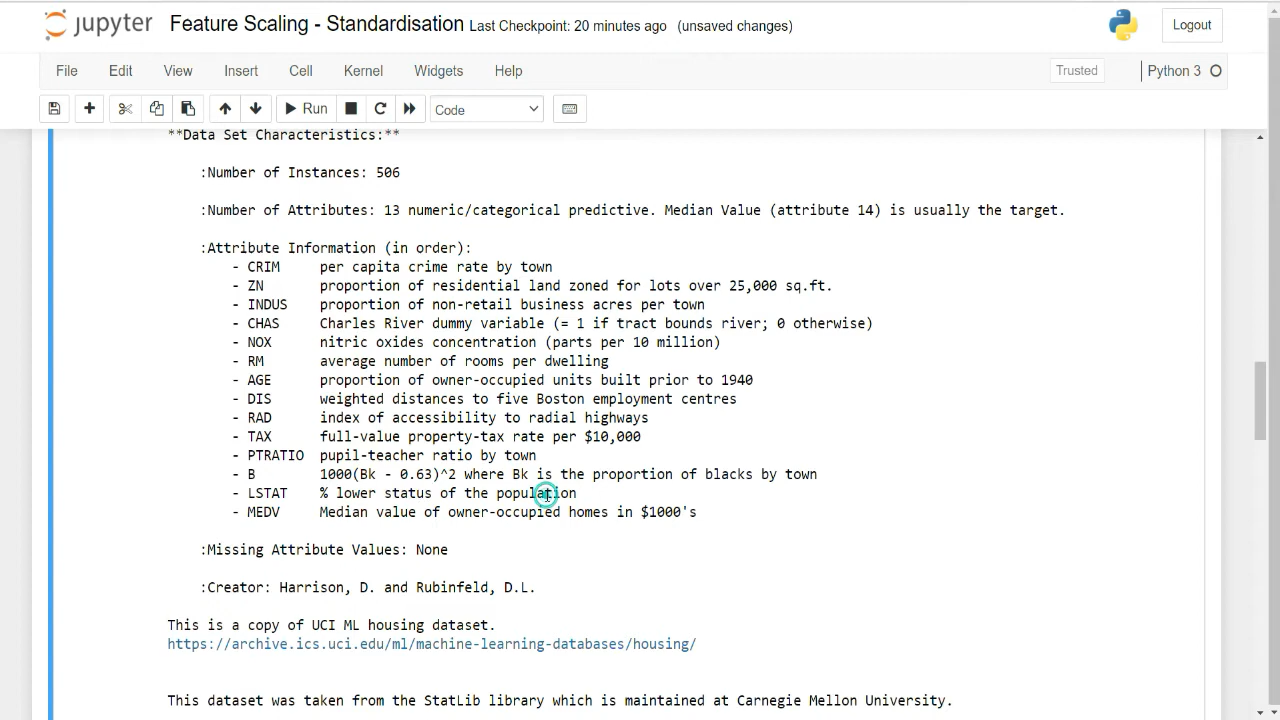 jupyter Feature Scaling - Standardisation Last Checkpoint: 20 minutes ago (unsaved changes) Logout
File Edit View Insert Cell Kernel Widgets Help Trusted Python 3
Run Code
**Data Set Characteristics:**
:Number of Instances: 506
:Number of Attributes: 13 numeric/categorical predictive. Median Value (attribute 14) is usually the target.
:Attribute Information (in order):
- CRIM per capita crime rate by town
- ZN proportion of residential land zoned for lots over 25,000 sq.ft.
- INDUS proportion of non-retail business acres per town
- CHAS Charles River dummy variable (= 1 if tract bounds river; 0 otherwise)
- NOX nitric oxides concentration (parts per 10 million)
- RM average number of rooms per dwelling
- AGE proportion of owner-occupied units built prior to 1940
- DIS weighted distances to five Boston employment centres
- RAD index of accessibility to radial highways
- TAX full-value property-tax rate per $10,000
- PTRATIO pupil-teacher ratio by town
- B 1000(Bk - 0.63)^2 where Bk is the proportion of blacks by town
- LSTAT % lower status of the population
- MEDV Median value of owner-occupied homes in $1000's
:Missing Attribute Values: None
:Creator: Harrison, D. and Rubinfeld, D.L.
This is a copy of UCI ML housing dataset.
https://archive.ics.uci.edu/ml/machine-learning-databases/housing/
This dataset was taken from the StatLib library which is maintained at Carnegie Mellon University.